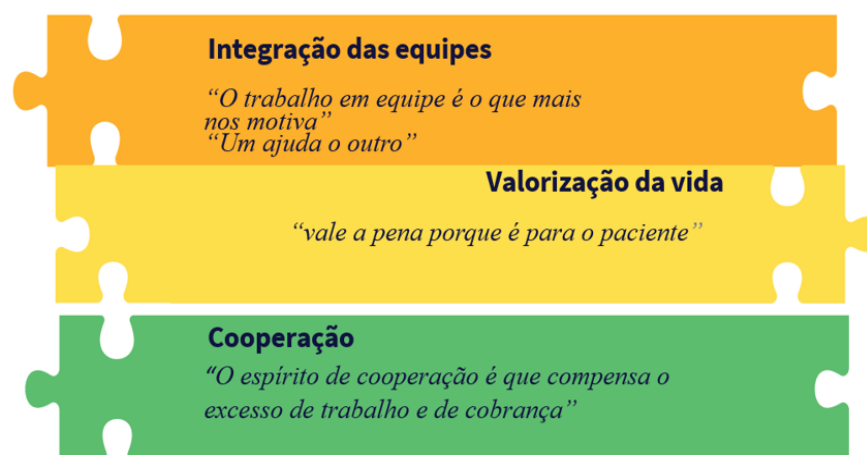 Integração das equipes
“O trabalho em equipe é o que mais
nos motiva”
“Um ajuda o outro”
Valorização da vida
“vale a pena porque é para o paciente”
Cooperação
“O espírito de cooperação é que compensa o
excesso de trabalho e de cobrança”